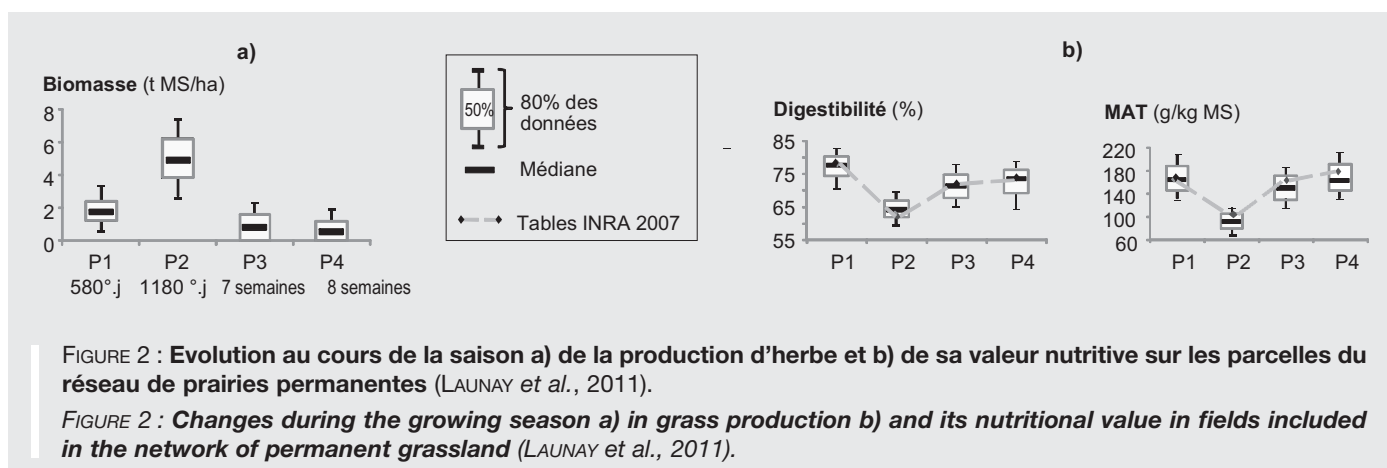 a)
Biomasse (t MS/ha)
8
6
4
2
0
P1 P2 P3 P4
580°.j 1180 °.j 7 semaines 8 semaines
50%
80% des
données
Médiane
Tables INRA 2007
b)
Digestibilité (%)
85
75
65
55
P1 P2 P3 P4
MAT (g/kg MS)
220
180
140
100
60
P1 P2 P3 P4
FIGURE 2 : Evolution au cours de la saison a) de la production d'herbe et b) de sa valeur nutritive sur les parcelles du
réseau de prairies permanentes (LAUNAY et al., 2011).
FIGURE 2 : Changes during the growing season a) in grass production b) and its nutritional value in fields included
in the network of permanent grassland (LAUNAY et al., 2011).